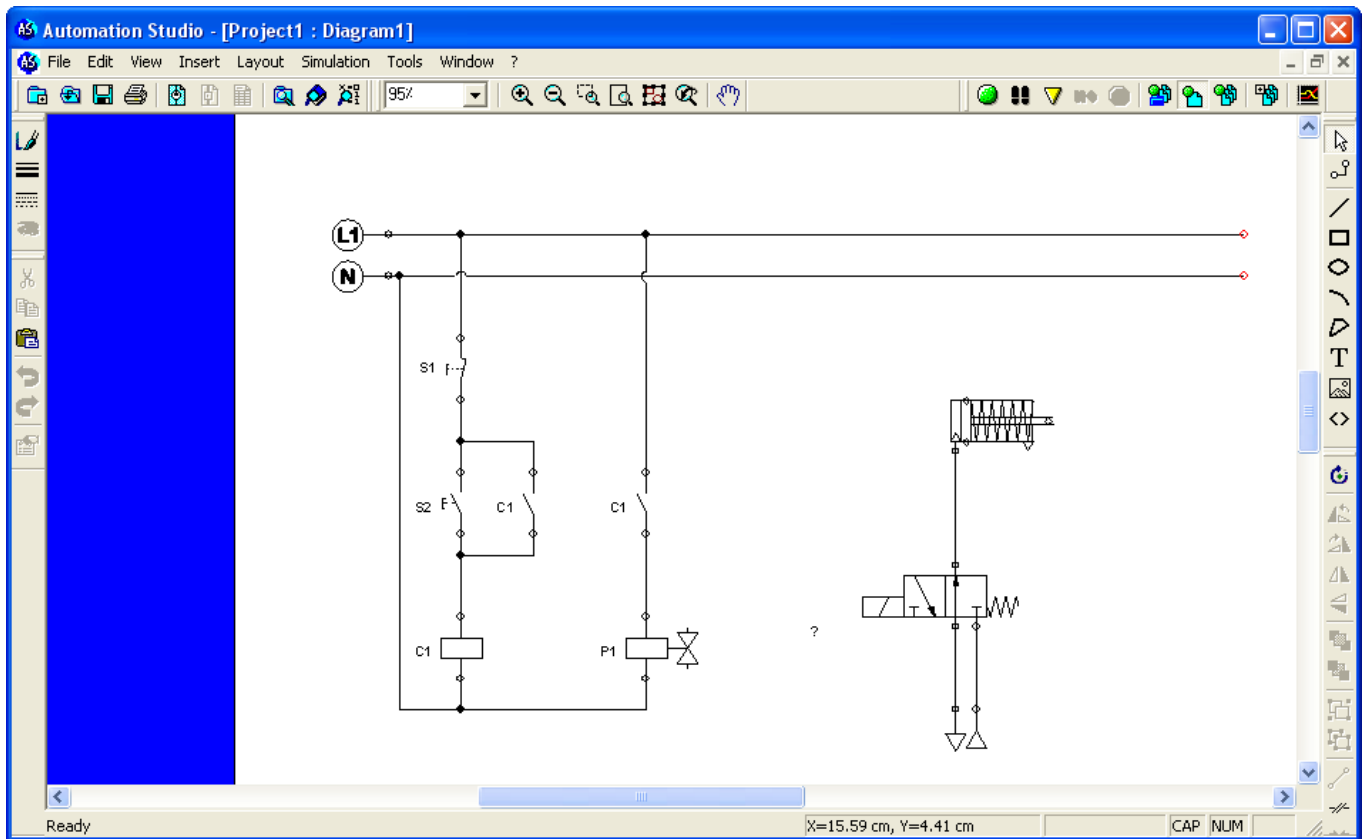 Automation Studio - [Project1 : Diagram1]
File Edit View Insert Layout Simulation Tools Window ?
95%
L1
N
S1
S2
C1
C1
C1
P1
?
Ready
X=15.59 cm, Y=4.41 cm
CAP NUM